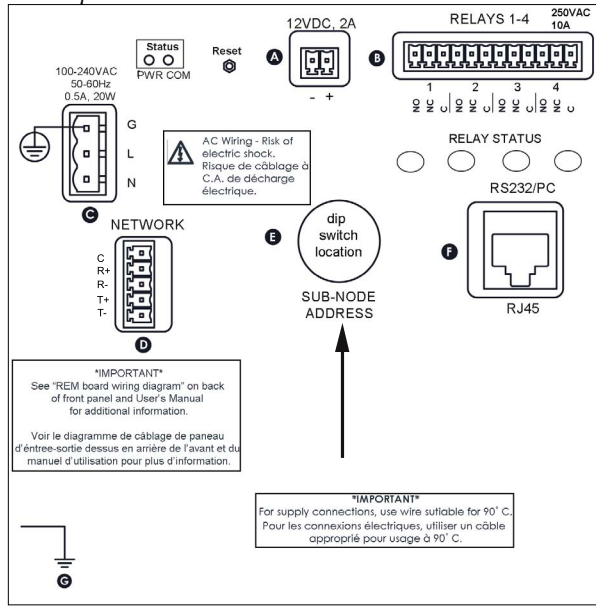 12VDC, 2A
RELAYS 1-4
250VAC
10A
Status
PWR COM
Reset
A
B
- +
1 2 3 4
NO NC C NO NC C NO NC C NO NC C
100-240VAC
50-60Hz
0.5A, 20W
G
L
N
C
AC Wiring - Risk of
electric shock.
Risque de câblage à
C.A. de décharge
électrique.
RELAY STATUS
RS232/PC
F
RJ45
NETWORK
C
R+
R-
T+
T-
D
E
dip
switch
location
SUB-NODE
ADDRESS
*IMPORTANT*
See “REM board wiring diagram” on back
of front panel and User's Manual
for additional information.
Voir le diagramme de câblage de paneau
d'éntree-sortie dessus en arrière de l'avant et du
manuel d'utilisation pour plus d'information.
*IMPORTANT*
For supply connections, use wire sutiable for 90˚ C.
Pour les connexions électriques, utiliser un câble
approprié pour usage à 90˚ C.
G